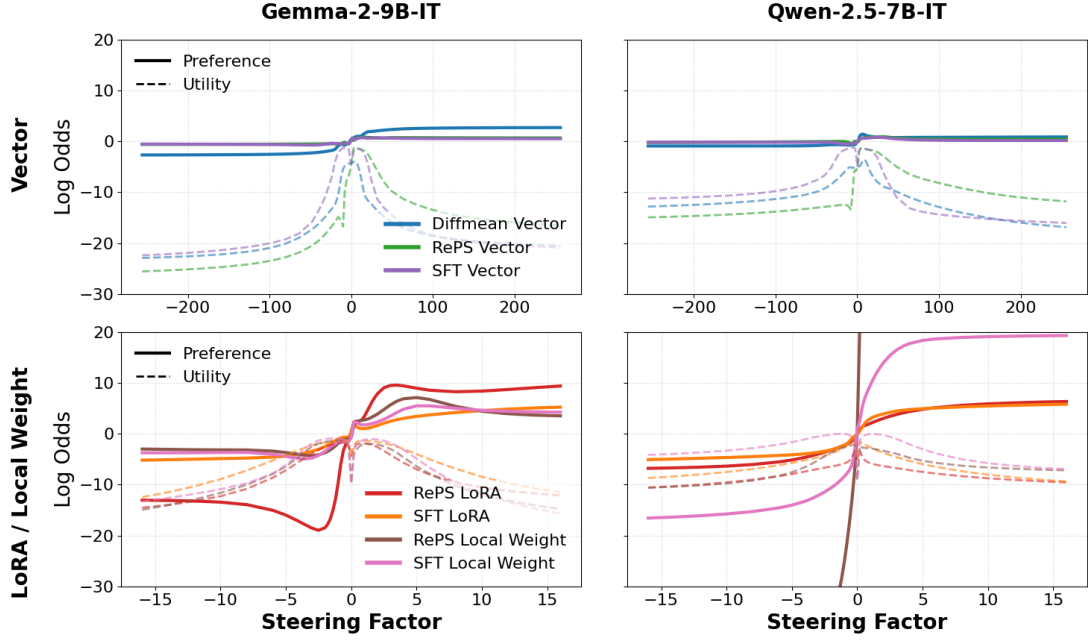 Gemma-2-9B-IT
Qwen-2.5-7B-IT
Vector
Log Odds
20
10
0
−10
−20
−30
Preference
Utility
Diffmean Vector
RePS Vector
SFT Vector
−200
−100
0
100
200
−200
−100
0
100
200
LoRA / Local Weight
Log Odds
20
10
0
−10
−20
−30
Preference
Utility
RePS LoRA
SFT LoRA
RePS Local Weight
SFT Local Weight
−15
−10
−5
0
5
10
15
−15
−10
−5
0
5
10
15
Steering Factor
Steering Factor